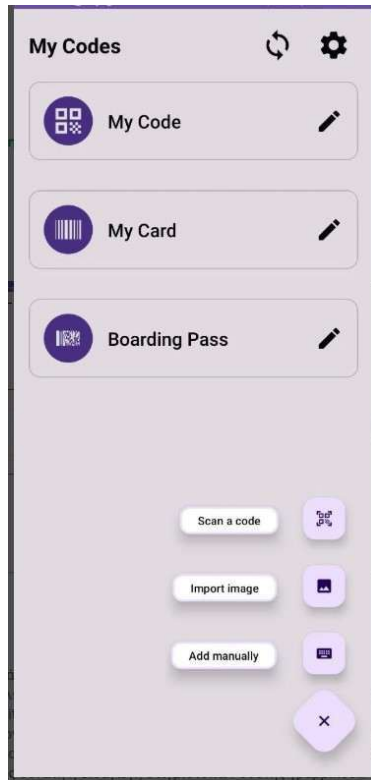 My Codes
My Code
My Card
Boarding Pass
Scan a code
Import image
Add manually